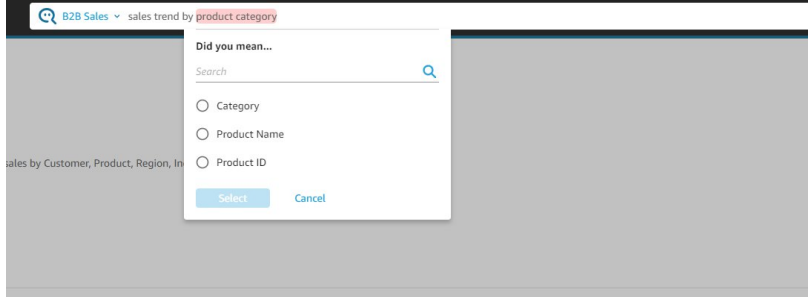 B2B Sales sales trend by product category
Did you mean...
Search
Category
Product Name
sales by Customer, Product, Region, In
Product ID
Select Cancel